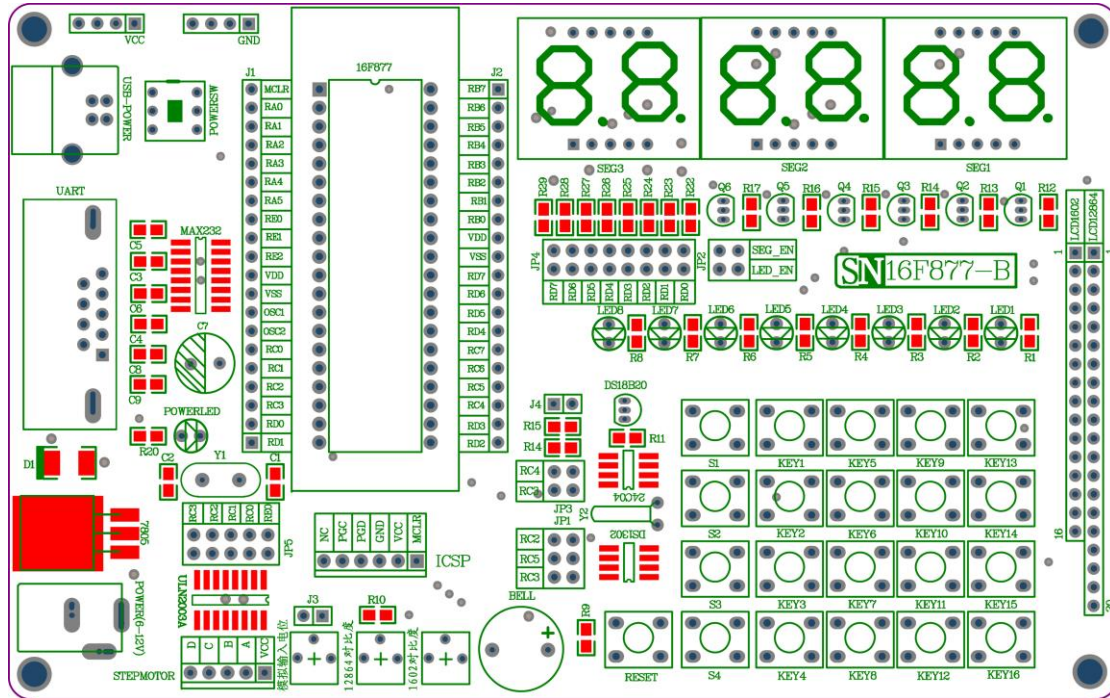 VCC
GND
USB-POWER
POWERSW
J1
16F877
J2
MCLR
RA0
RA1
RA2
RA3
RA4
RA5
RE0
RE1
RE2
VDD
VSS
OSC1
OSC2
RC0
RC1
RC2
RC3
RD0
RD1
RB7
RB6
RB5
RB4
RB3
RB2
RB1
RB0
VDD
VSS
RD7
RD6
RD5
RD4
RC7
RC6
RC5
RC4
RD3
RD2
8.8.
8.8.
8.8.
SEG3
SEG2
SEG1
R29
R28
R27
R26
R25
R24
R23
R22
Q6
R17
Q5
R16
Q4
R15
Q3
R14
Q2
R13
Q1
R12
JP4
RD7
RD6
RD5
RD4
RD3
RD2
RD1
RD0
JP2
SEG_EN
LED_EN
SN16F877-B
LCD1602
LCD12864
1
1
16
20
LED8
LED7
LED6
LED5
LED4
LED3
LED2
LED1
R8
R7
R6
R5
R4
R3
R2
R1
UART
MAX232
C5
C3
C6
C4
C8
C9
C7
POWERLED
R20
D1
C2
Y1
C1
7805
RC3
RC2
RC1
RC0
RE0
JP5
ULN2003A
POWER(6-12V)
D
C
B
A
VCC
STEPMOTOR
NC
PGC
PGD
GND
VCC
MCLR
ICSP
J3
R10
模拟输入电位
12864对比度
1602对比度
J4
R15
R14
DS18B20
R11
24C04
RC4
JP3
JP1
Y2
RC2
RC5
RC3
DS1302
BELL
R9
RESET
S1
KEY1
KEY5
KEY9
KEY13
S2
KEY2
KEY6
KEY10
KEY14
S3
KEY3
KEY7
KEY11
KEY15
S4
KEY4
KEY8
KEY12
KEY16